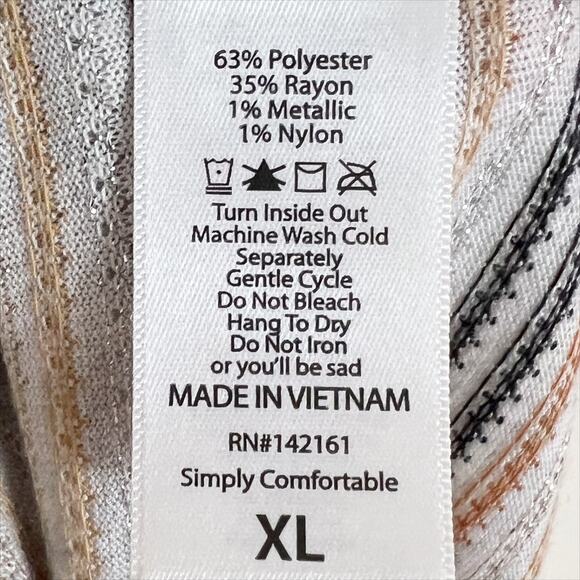 63% Polyester
35% Rayon
1% Metallic
1% Nylon
Turn Inside Out
Machine Wash Cold
Separately
Gentle Cycle
Do Not Bleach
Hang To Dry
Do Not Iron
or you'll be sad
MADE IN VIETNAM
RN#142161
Simply Comfortable
XL